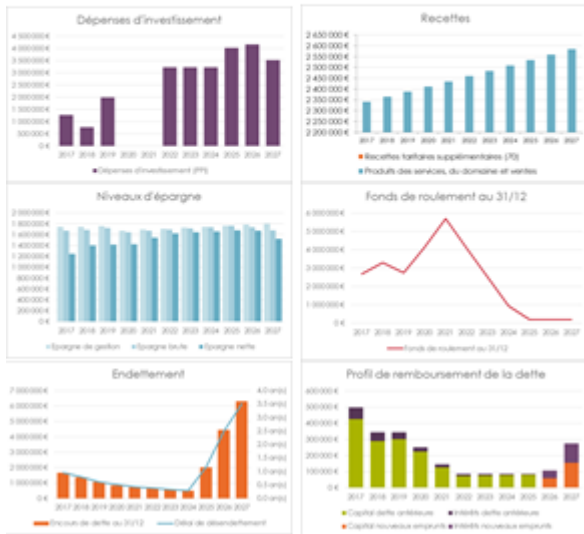 Dépenses d'investissement
4 500 000 €
4 000 000 €
3 500 000 €
3 000 000 €
2 500 000 €
2 000 000 €
1 500 000 €
1 000 000 €
500 000 €
0 €
2017 2018 2019 2020 2021 2022 2023 2024 2025 2026 2027
Dépenses d'investissement (PPI)
Recettes
2 650 000 €
2 600 000 €
2 550 000 €
2 500 000 €
2 450 000 €
2 400 000 €
2 350 000 €
2 300 000 €
2 250 000 €
2 200 000 €
2017 2018 2019 2020 2021 2022 2023 2024 2025 2026 2027
Recettes tarifaires supplémentaires (70)
Produits des services, du domaine et ventes
Niveaux d'épargne
2 000 000 €
1 800 000 €
1 600 000 €
1 400 000 €
1 200 000 €
1 000 000 €
800 000 €
600 000 €
400 000 €
200 000 €
0 €
2017 2018 2019 2020 2021 2022 2023 2024 2025 2026 2027
Epargne de gestion Epargne brute Epargne nette
Fonds de roulement au 31/12
6 000 000 €
5 000 000 €
4 000 000 €
3 000 000 €
2 000 000 €
1 000 000 €
0 €
2017 2018 2019 2020 2021 2022 2023 2024 2025 2026 2027
Fonds de roulement au 31/12
Endettement
7 000 000 €
6 000 000 €
5 000 000 €
4 000 000 €
3 000 000 €
2 000 000 €
1 000 000 €
0 €
4.0 an(s)
3.5 an(s)
3.0 an(s)
2.5 an(s)
2.0 an(s)
1.5 an(s)
1.0 an(s)
0.5 an(s)
0.0 an(s)
2017 2018 2019 2020 2021 2022 2023 2024 2025 2026 2027
Encours de dette au 31/12 Délai de désendettement
Profil de remboursement de la dette
600 000 €
500 000 €
400 000 €
300 000 €
200 000 €
100 000 €
0 €
2017 2018 2019 2020 2021 2022 2023 2024 2025 2026 2027
Capital dette antérieure Intérêts dette antérieure
Capital nouveaux emprunts Intérêts nouveaux emprunts